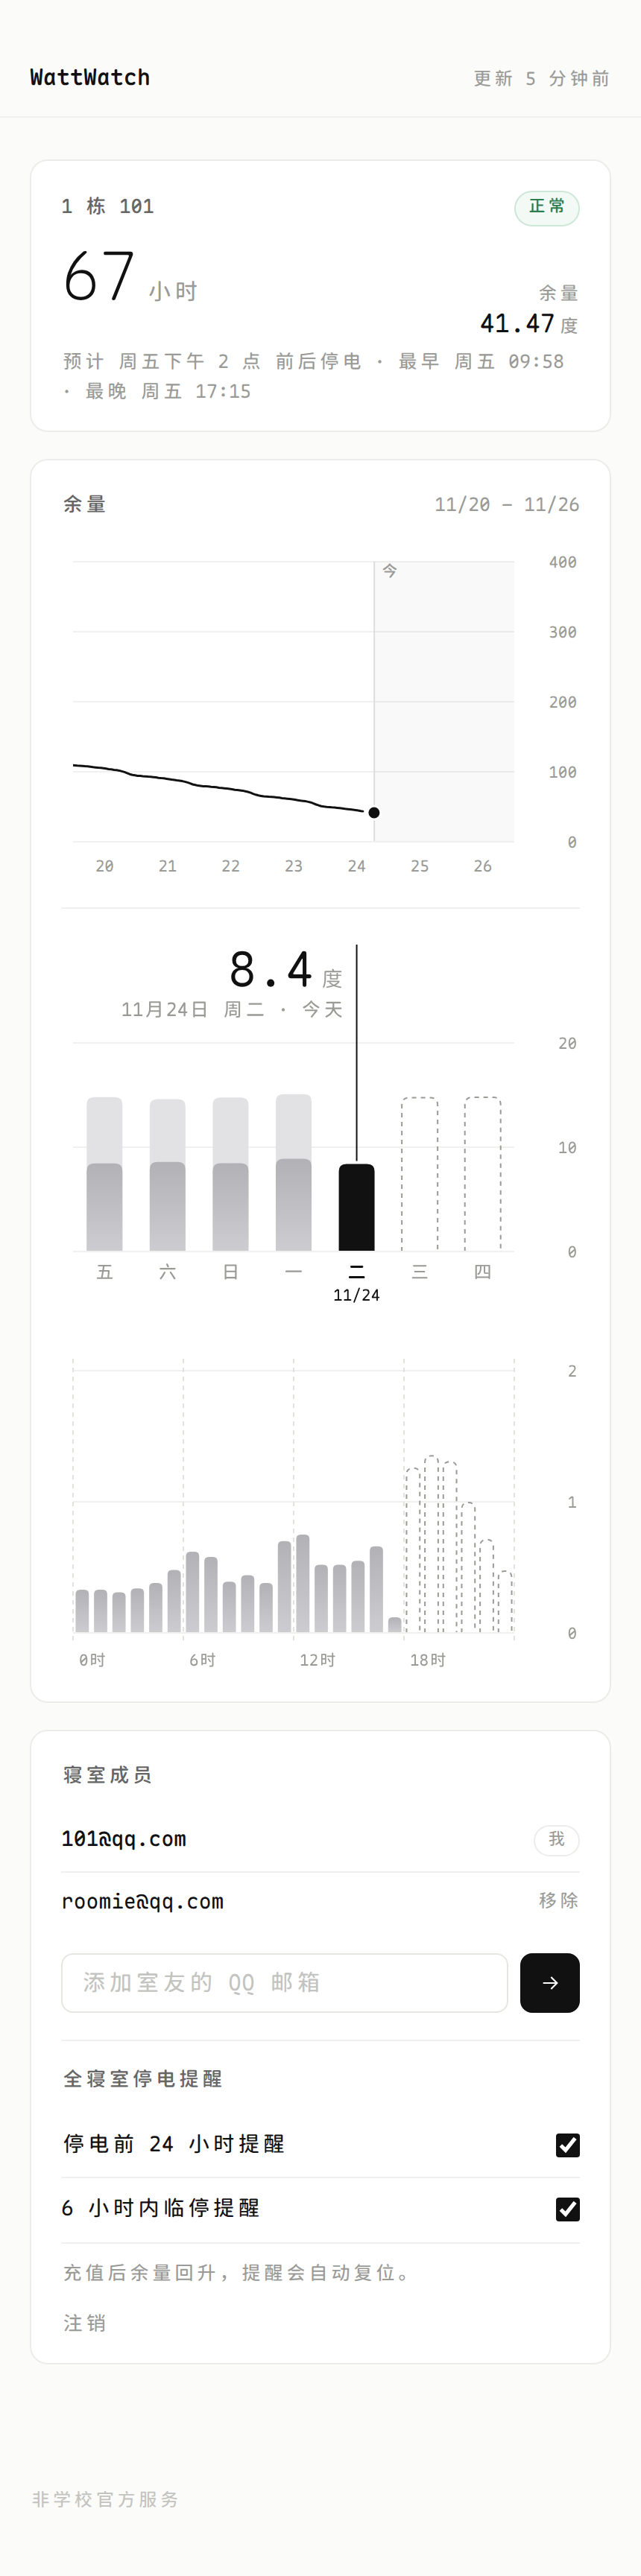 WattWatch 更新 5 分钟前
1 栋 101 正常
67 小时 余量
41.47 度
预计 周五下午 2 点 前后停电 · 最早 周五 09:58
· 最晚 周五 17:15
余量 11/20 – 11/26
今 400
300
200
100
0
20 21 22 23 24 25 26
8.4 度
11月24日 周二 · 今天
20
10
0
五 六 日 一 二 三 四
11/24
2
1
0
0时 6时 12时 18时
寝室成员
101@qq.com 我
roomie@qq.com 移除
添加室友的 QQ 邮箱 →
全寝室停电提醒
停电前 24 小时提醒
6 小时内临停提醒
充值后余量回升，提醒会自动复位。
注销
非学校官方服务